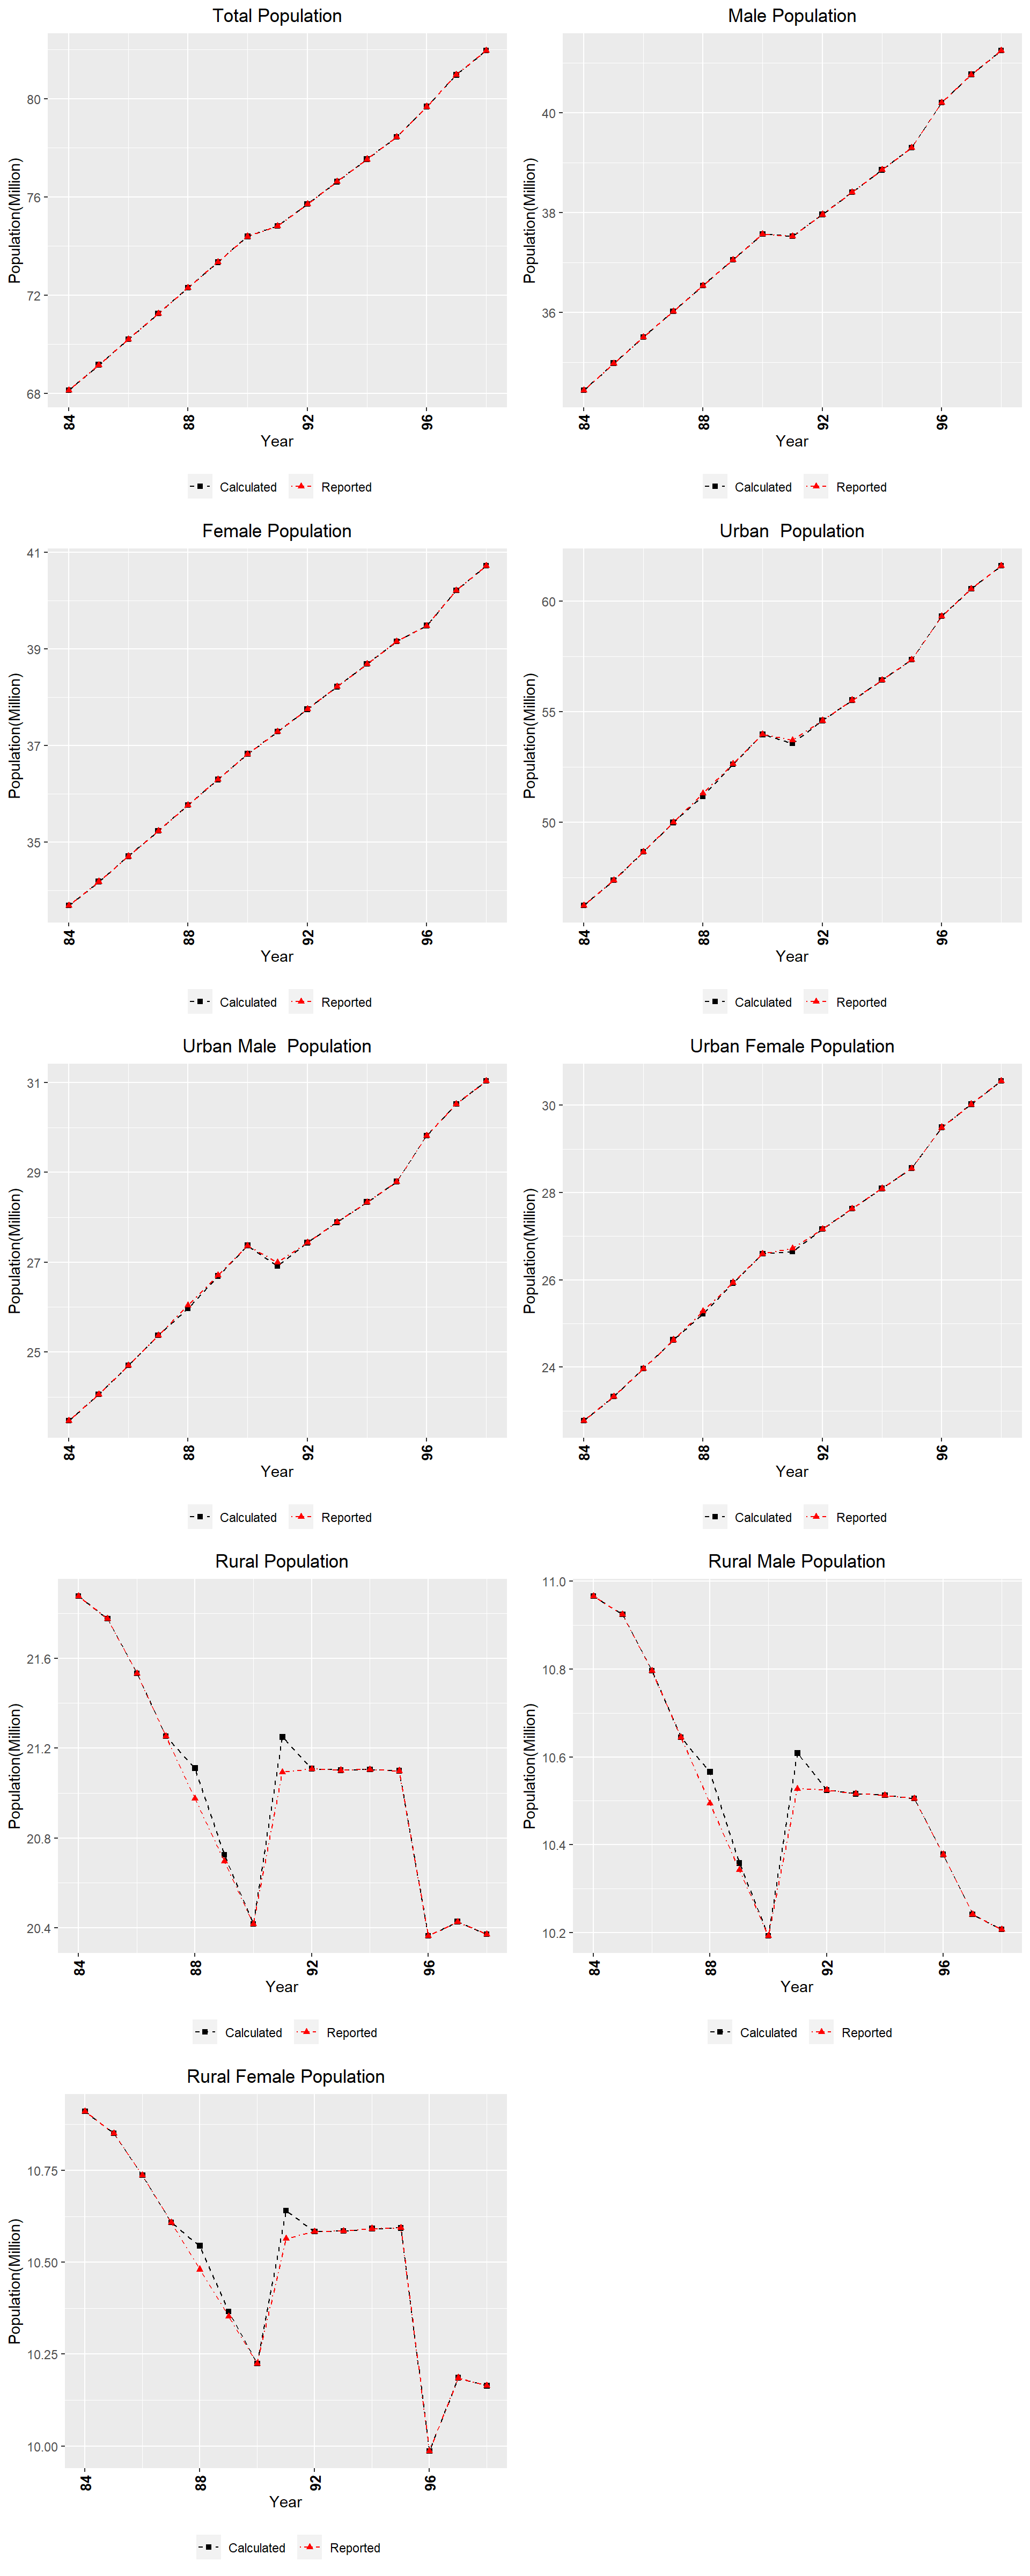 Total Population
Population(Million)
80
76
72
68
84
88
92
96
Year
Calculated
Reported
Male Population
Population(Million)
40
38
36
84
88
92
96
Year
Calculated
Reported
Female Population
Population(Million)
41
39
37
35
84
88
92
96
Year
Calculated
Reported
Urban  Population
Population(Million)
60
55
50
84
88
92
96
Year
Calculated
Reported
Urban Male  Population
Population(Million)
31
29
27
25
84
88
92
96
Year
Calculated
Reported
Urban Female Population
Population(Million)
30
28
26
24
84
88
92
96
Year
Calculated
Reported
Rural Population
Population(Million)
21.6
21.2
20.8
20.4
84
88
92
96
Year
Calculated
Reported
Rural Male Population
Population(Million)
11.0
10.8
10.6
10.4
10.2
84
88
92
96
Year
Calculated
Reported
Rural Female Population
Population(Million)
10.75
10.50
10.25
10.00
84
88
92
96
Year
Calculated
Reported